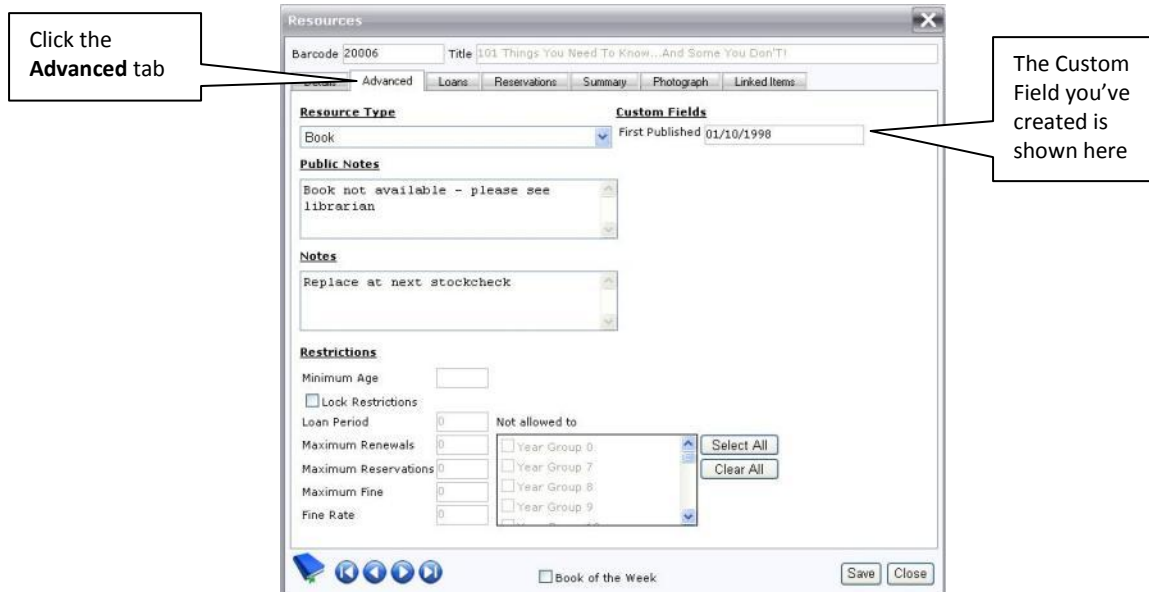 Click the
Advanced tab
Resources
Barcode 20006 Title 101 Things You Need To Know...And Some You Don'T!
Details Advanced Loans Reservations Summary Photograph Linked Items
Resource Type
Book
Custom Fields
First Published 01/10/1998
The Custom
Field you've
created is
shown here
Public Notes
Book not available - please see
librarian
Notes
Replace at next stockcheck
Restrictions
Minimum Age
Lock Restrictions
Loan Period 0
Maximum Renewals 0
Maximum Reservations 0
Maximum Fine 0
Fine Rate 0
Not allowed to
Year Group 0
Year Group 7
Year Group 8
Year Group 9
Select All
Clear All
Book of the Week
Save Close